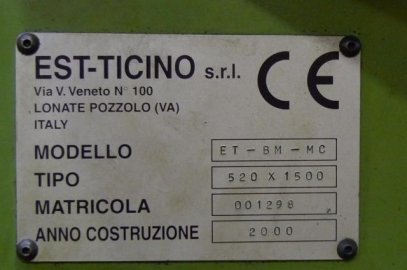 EST-TICINO s.r.l. CE
Via V. Veneto N° 100
LONATE POZZOLO (VA)
ITALY
MODELLO ET-BM-MC
TIPO 520 X 1500
MATRICOLA 001298
ANNO COSTRUZIONE 2000